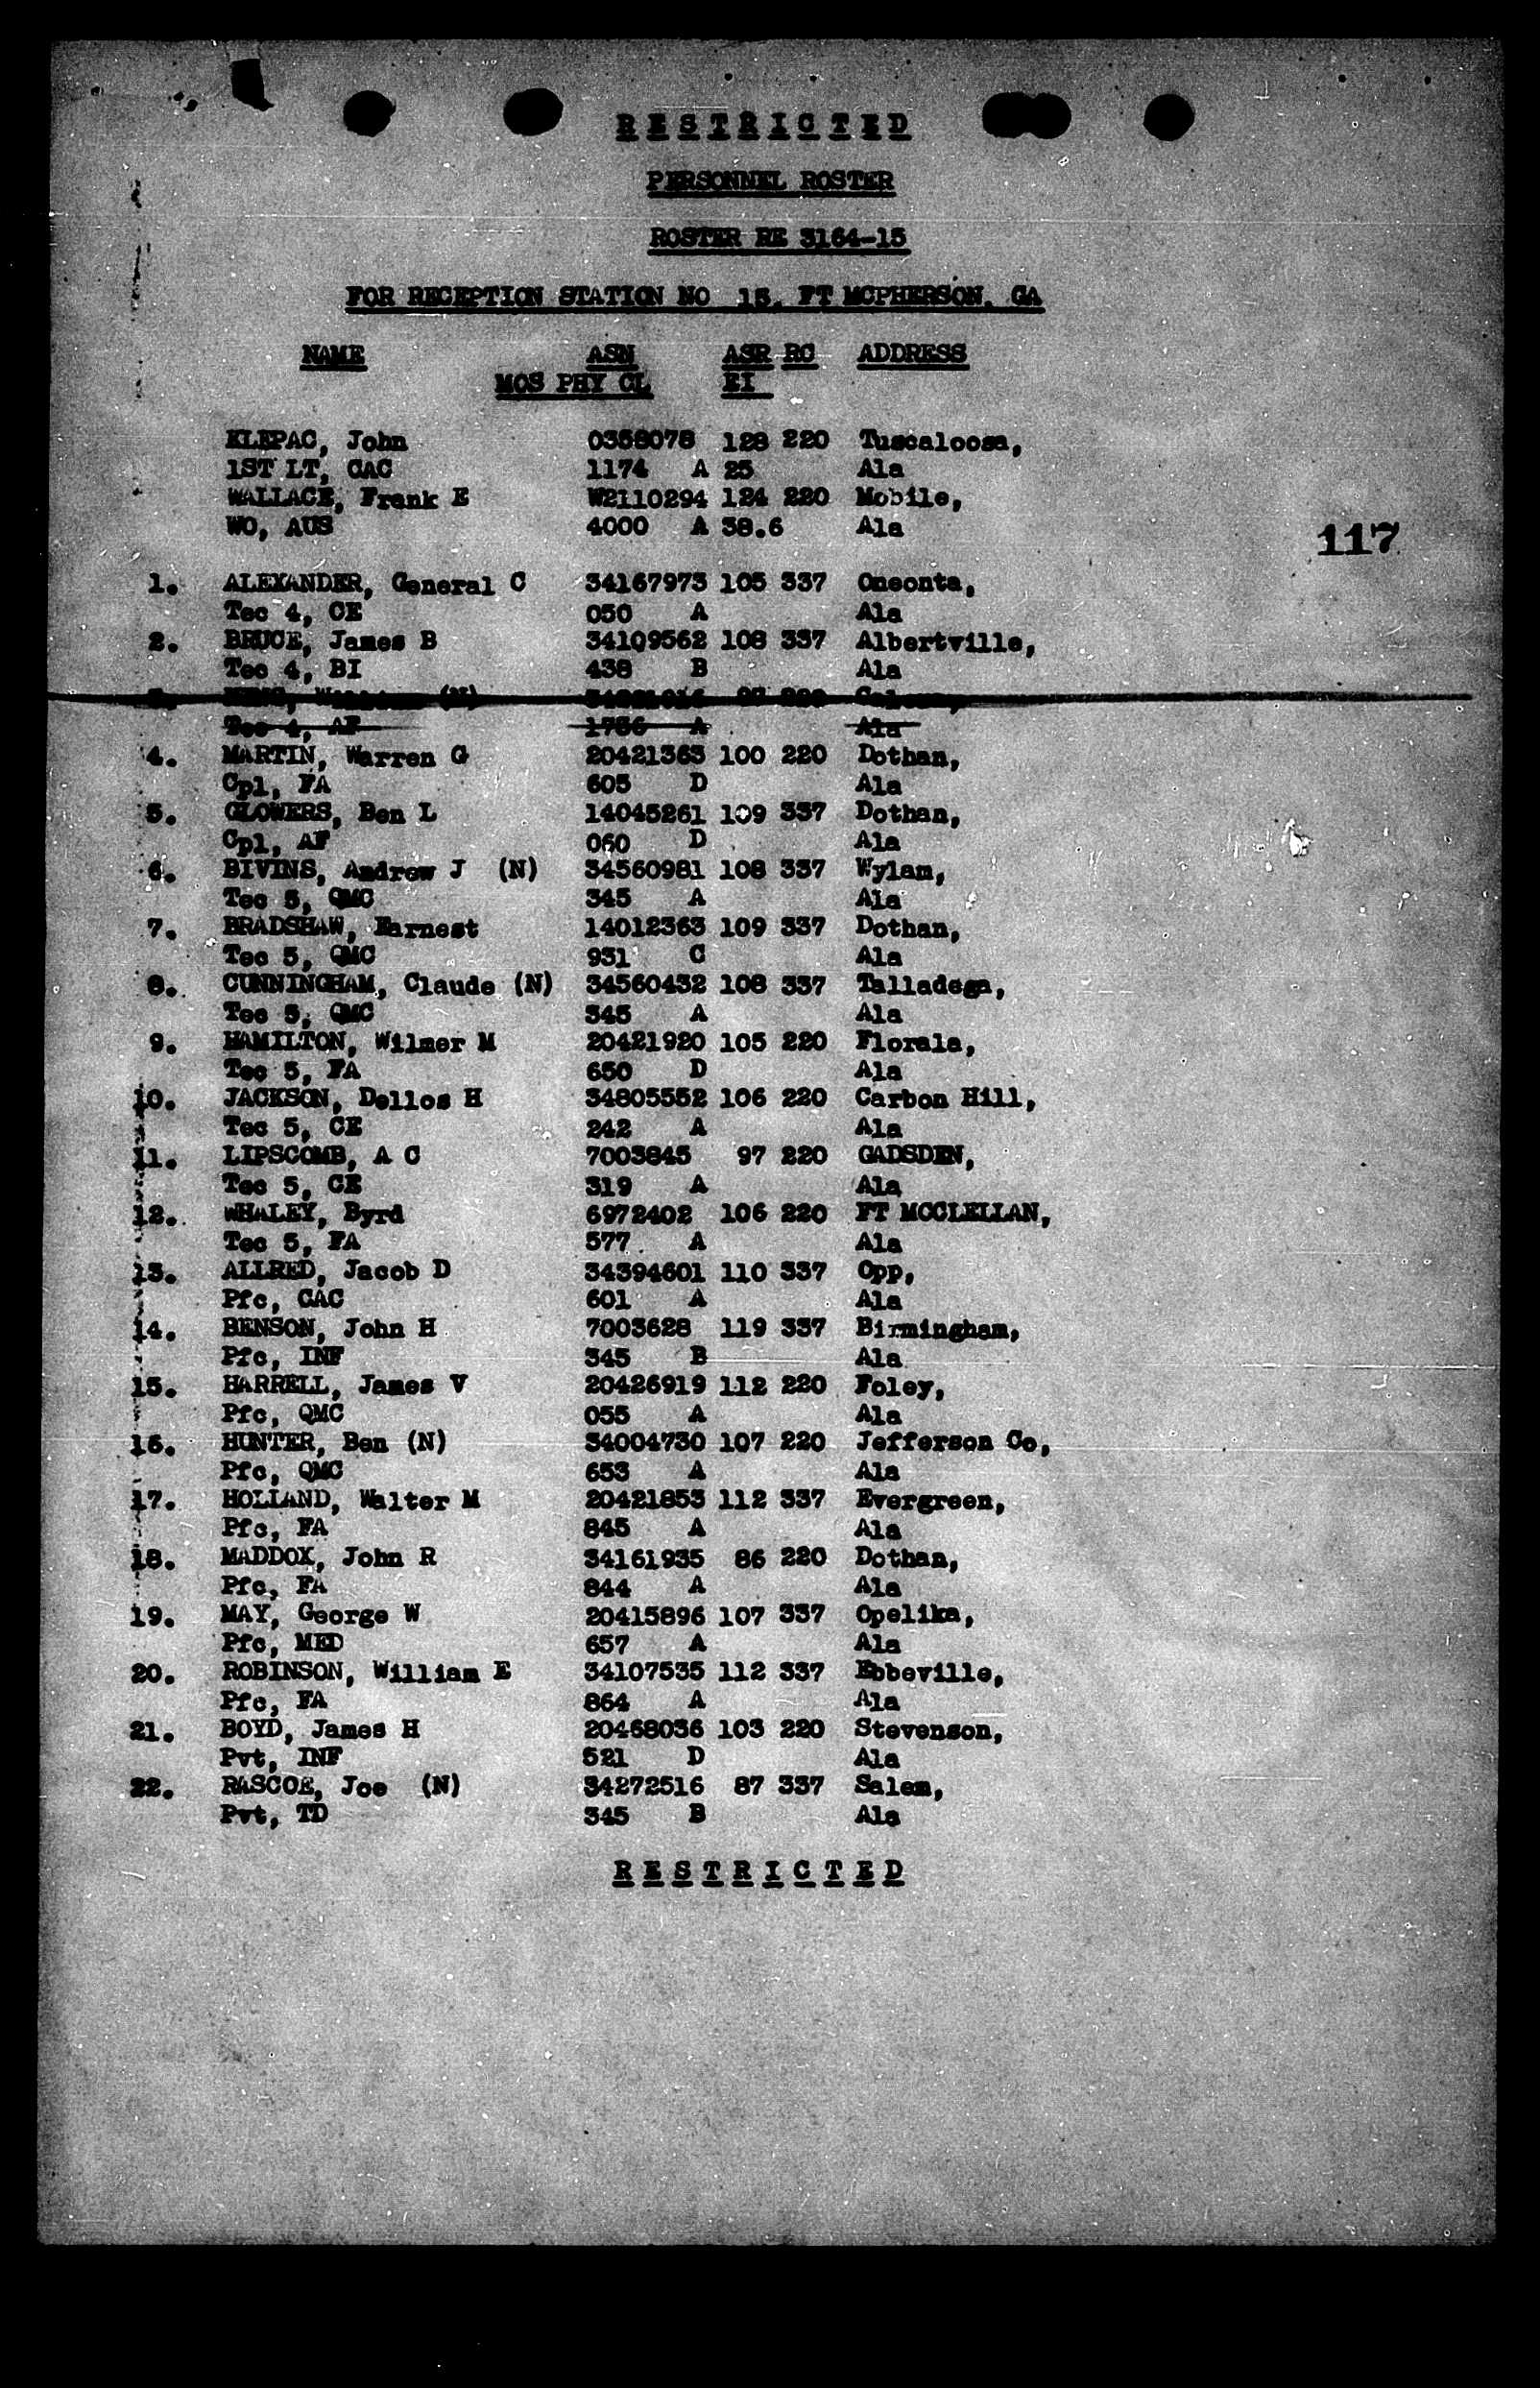 RESTRICTED
PERSONNEL ROSTER
ROSTER RE 3164-15
FOR RECEPTION STATION NO 15, FT MCPHERSON, GA
NAME ASN ASR RC ADDRESS
MOS PHY CL EI
KLEPAC, John 0358078 128 220 Tuscaloosa,
1ST LT, CAC 1174 A 25 Ala
WALLACE, Frank E W2110294 124 220 Mobile,
WO, AUS 4000 A 38.6 Ala
117
1. ALEXANDER, General C 34167973 105 337 Oneonta,
Tec 4, CE 050 A Ala
2. BRUCE, James B 34109562 108 337 Albertville,
Tec 4, BI 438 B Ala
(N)
Tec 4, AF 1786 A Ala
4. MARTIN, Warren G 20421363 100 220 Dothan,
Cpl, FA 605 D Ala
5. GLOWERS, Ben L 14045261 109 337 Dothan,
Cpl, AF 060 D Ala
6. BIVINS, Andrew J (N) 34560981 108 337 Wylam,
Tec 5, QMC 345 A Ala
7. BRADSHAW, Earnest 14012363 109 337 Dothan,
Tec 5, QMC 931 C Ala
8. CUNNINGHAM, Claude (N) 34560432 108 337 Talladega,
Tec 5, QMC 345 A Ala
9. HAMILTON, Wilmer M 20421920 105 220 Florala,
Tec 5, FA 650 D Ala
10. JACKSON, Dellos H 34805552 106 220 Carbon Hill,
Tec 5, CE 242 A Ala
11. LIPSCOMB, A C 7003845 97 220 GADSDEN,
Tec 5, CE 319 A Ala
12. WHALEY, Byrd 6972402 106 220 FT MCCLELLAN,
Tec 5, FA 577 A Ala
13. ALLRED, Jacob D 34394601 110 337 Opp,
Pfc, CAC 601 A Ala
14. BENSON, John H 7003628 119 337 Birmingham,
Pfc, INF 345 B Ala
15. HARRELL, James V 20426919 112 220 Foley,
Pfc, QMC 055 A Ala
16. HUNTER, Ben (N) 34004730 107 220 Jefferson Co,
Pfc, QMC 653 A Ala
17. HOLLAND, Walter M 20421853 112 337 Evergreen,
Pfc, FA 845 A Ala
18. MADDOX, John R 34161935 86 220 Dothan,
Pfc, FA 844 A Ala
19. MAY, George W 20415896 107 337 Opelika,
Pfc, MED 657 A Ala
20. ROBINSON, William E 34107535 112 337 Ebbeville,
Pfc, FA 864 A Ala
21. BOYD, James H 20468036 103 220 Stevenson,
Pvt, INF 521 D Ala
22. RASCOE, Joe (N) 34272516 87 337 Salem,
Pvt, TD 345 B Ala
RESTRICTED